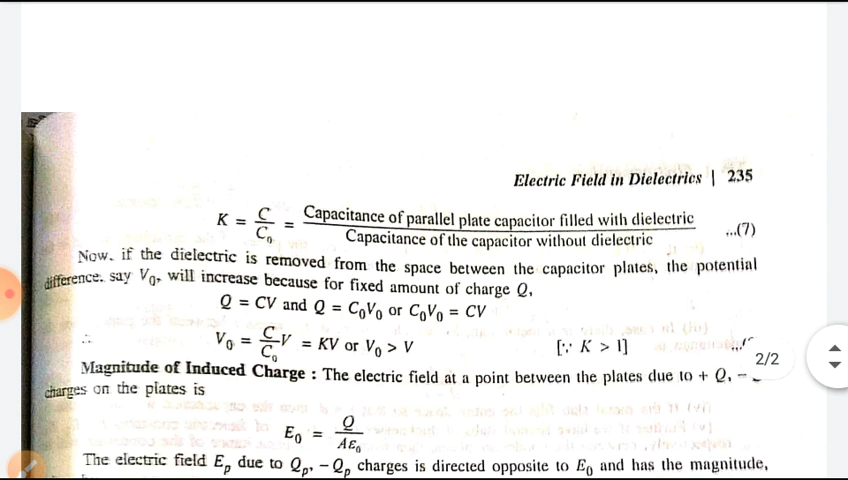 Electric Field in Dielectrics | 235
K = C/C₀ = Capacitance of parallel plate capacitor filled with dielectric / Capacitance of the capacitor without dielectric ...(7)
Now, if the dielectric is removed from the space between the capacitor plates, the potential
difference, say V₀, will increase because for fixed amount of charge Q,
Q = CV and Q = C₀V₀ or C₀V₀ = CV
∴ V₀ = C/C₀ V = KV or V₀ > V [∵ K > 1]
2/2
Magnitude of Induced Charge : The electric field at a point between the plates due to + Q, −
charges on the plates is
E₀ = Q/Aε₀
The electric field Eₚ due to Qₚ, − Qₚ charges is directed opposite to E₀ and has the magnitude,